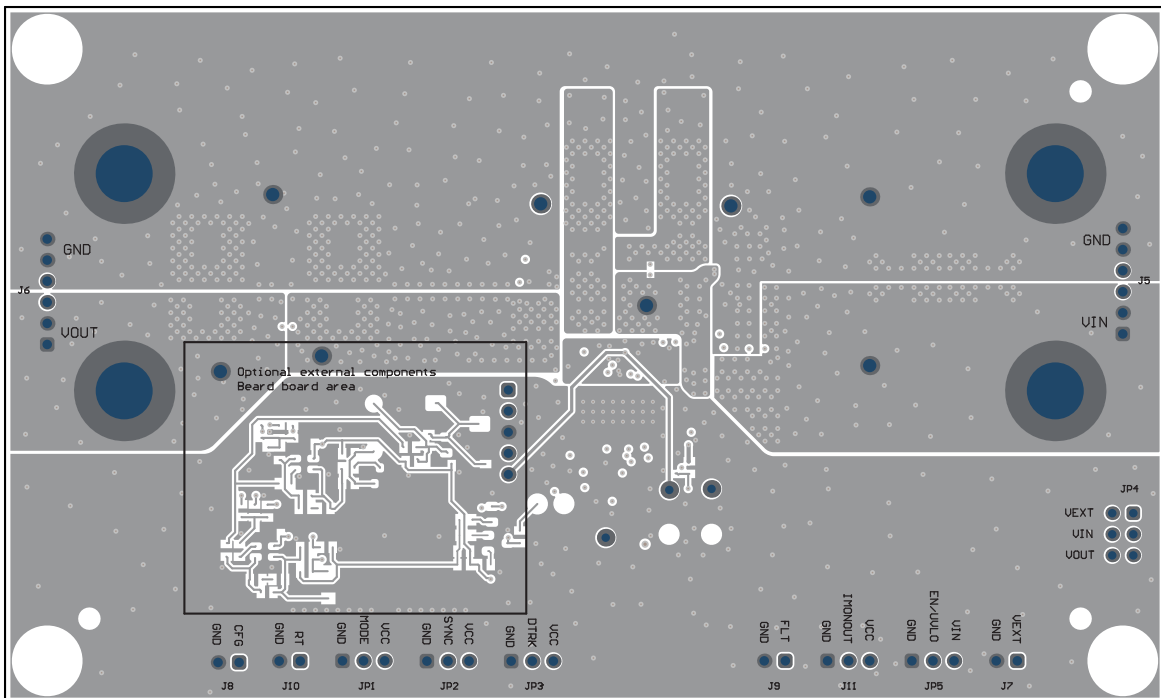 GND
J6
VOUT
GND
J5
VIN
Optional external components
Beard board area
JP4
VEXT
VIN
VOUT
GND
CFG
GND
RT
GND
MODE
VCC
GND
SYNC
VCC
GND
DTRK
VCC
GND
FLT
GND
IMONOUT
VCC
GND
EN/UVLO
VIN
GND
VEXT
J8
J10
JP1
JP2
JP3
J9
J11
JP5
J7